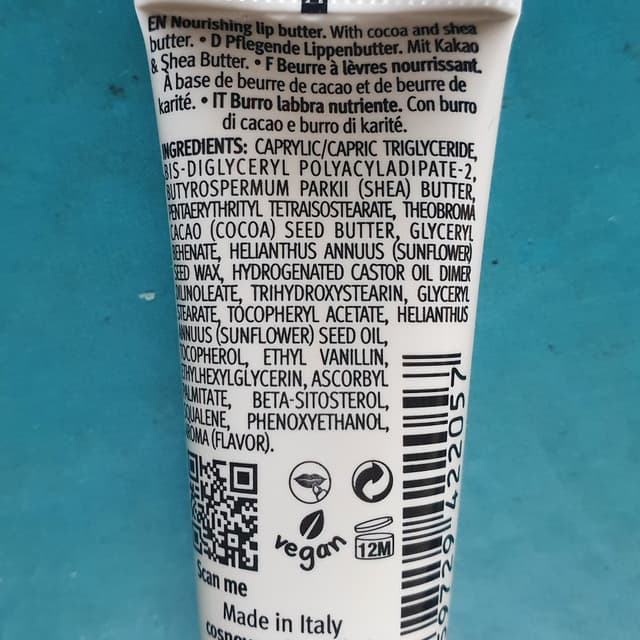 EN Nourishing lip butter. With cocoa and shea
butter. • D Pflegende Lippenbutter. Mit Kakao
& Shea Butter. • F Beurre à lèvres nourrissant.
À base de beurre de cacao et de beurre de
karité. • IT Burro labbra nutriente. Con burro
di cacao e burro di karité.
INGREDIENTS: CAPRYLIC/CAPRIC TRIGLYCERIDE,
BIS-DIGLYCERYL POLYACYLADIPATE-2,
BUTYROSPERMUM PARKII (SHEA) BUTTER,
PENTAERYTHRITYL TETRAISOSTEARATE, THEOBROMA
CACAO (COCOA) SEED BUTTER, GLYCERYL
BEHENATE, HELIANTHUS ANNUUS (SUNFLOWER)
SEED WAX, HYDROGENATED CASTOR OIL DIMER
DILINOLEATE, TRIHYDROXYSTEARIN, GLYCERYL
STEARATE, TOCOPHERYL ACETATE, HELIANTHUS
ANNUUS (SUNFLOWER) SEED OIL,
TOCOPHEROL, ETHYL VANILLIN,
ETHYLHEXYLGLYCERIN, ASCORBYL
PALMITATE, BETA-SITOSTEROL,
SQUALENE, PHENOXYETHANOL,
AROMA (FLAVOR).
vegan
12M
Scan me
Made in Italy